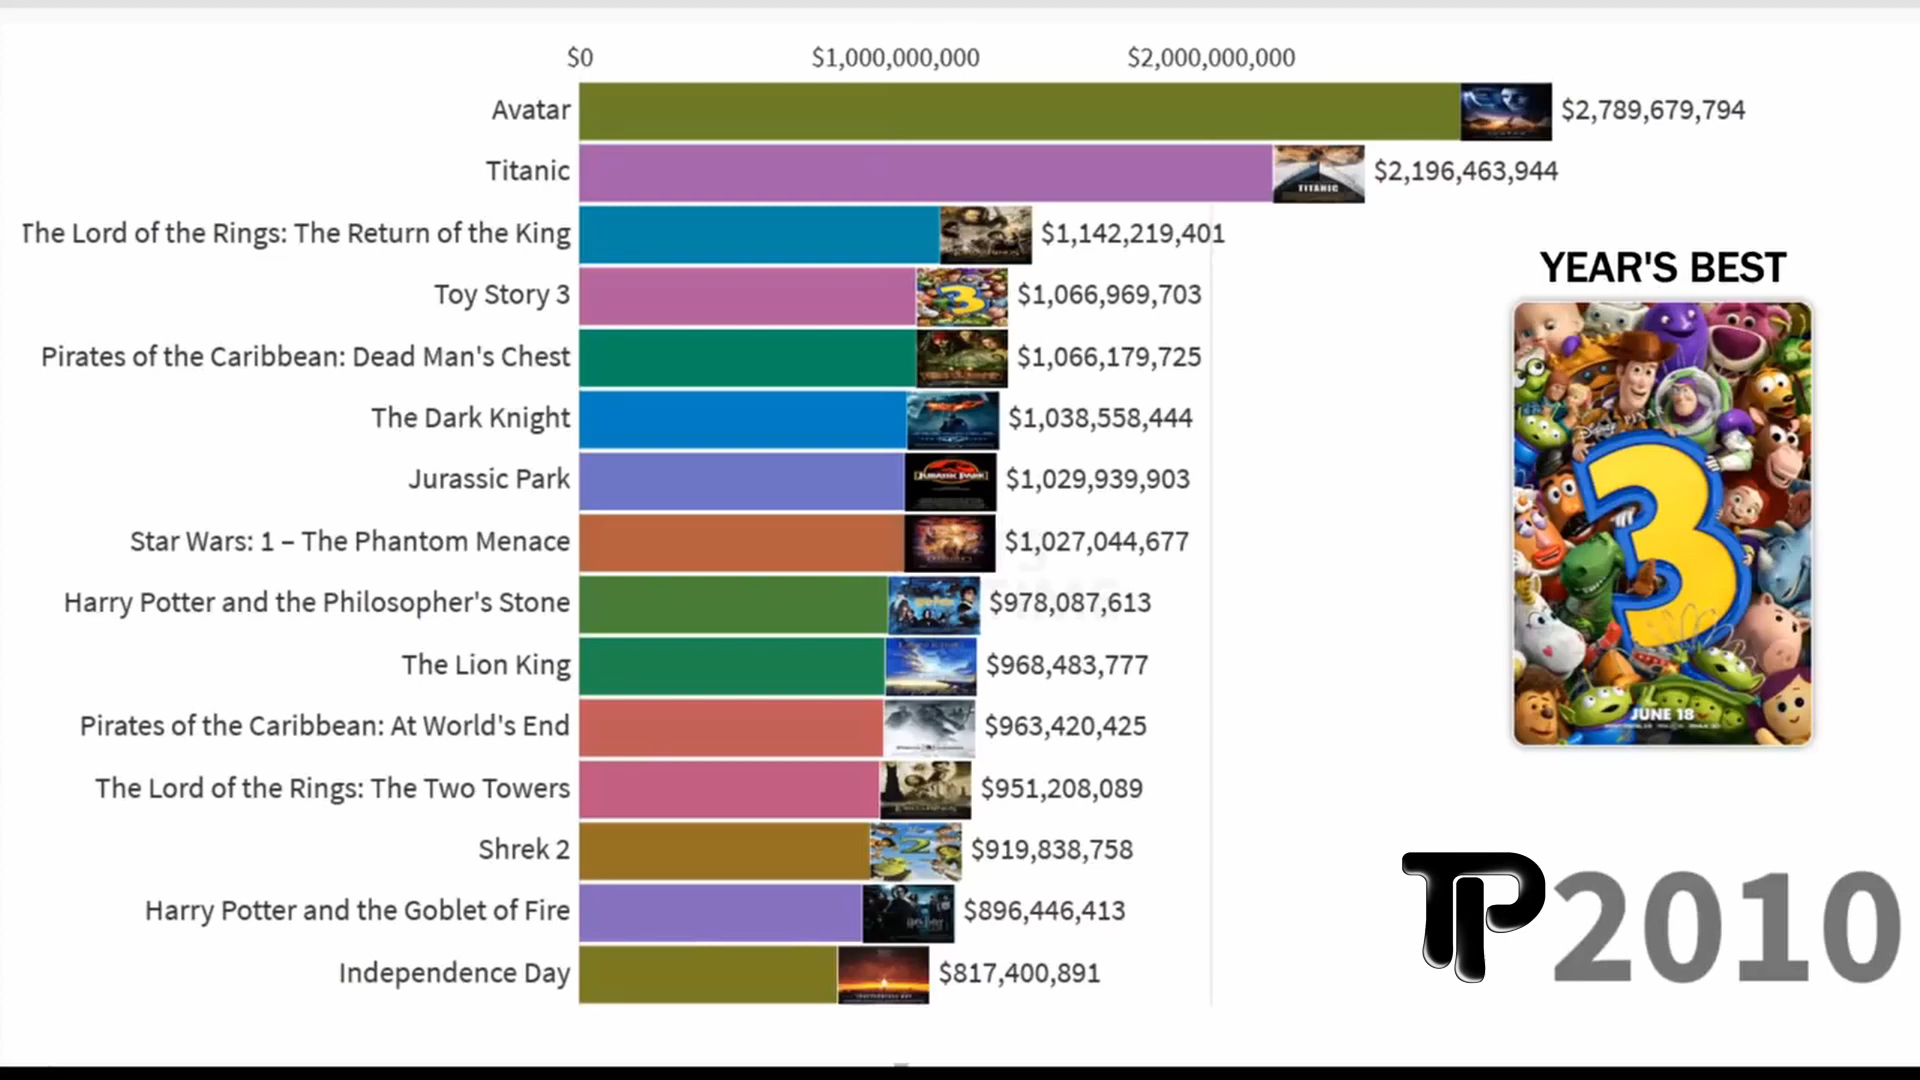 $0 $1,000,000,000 $2,000,000,000
Avatar $2,789,679,794
Titanic TITANIC $2,196,463,944
The Lord of the Rings: The Return of the King $1,142,219,401
Toy Story 3 3 $1,066,969,703
Pirates of the Caribbean: Dead Man's Chest $1,066,179,725
The Dark Knight $1,038,558,444
Jurassic Park JURASSIC PARK $1,029,939,903
Star Wars: 1 – The Phantom Menace $1,027,044,677
Harry Potter and the Philosopher's Stone $978,087,613
The Lion King $968,483,777
Pirates of the Caribbean: At World's End $963,420,425
The Lord of the Rings: The Two Towers $951,208,089
Shrek 2 2 $919,838,758
Harry Potter and the Goblet of Fire $896,446,413
Independence Day $817,400,891
YEAR'S BEST
Disney PIXAR
3
JUNE 18
TP 2010